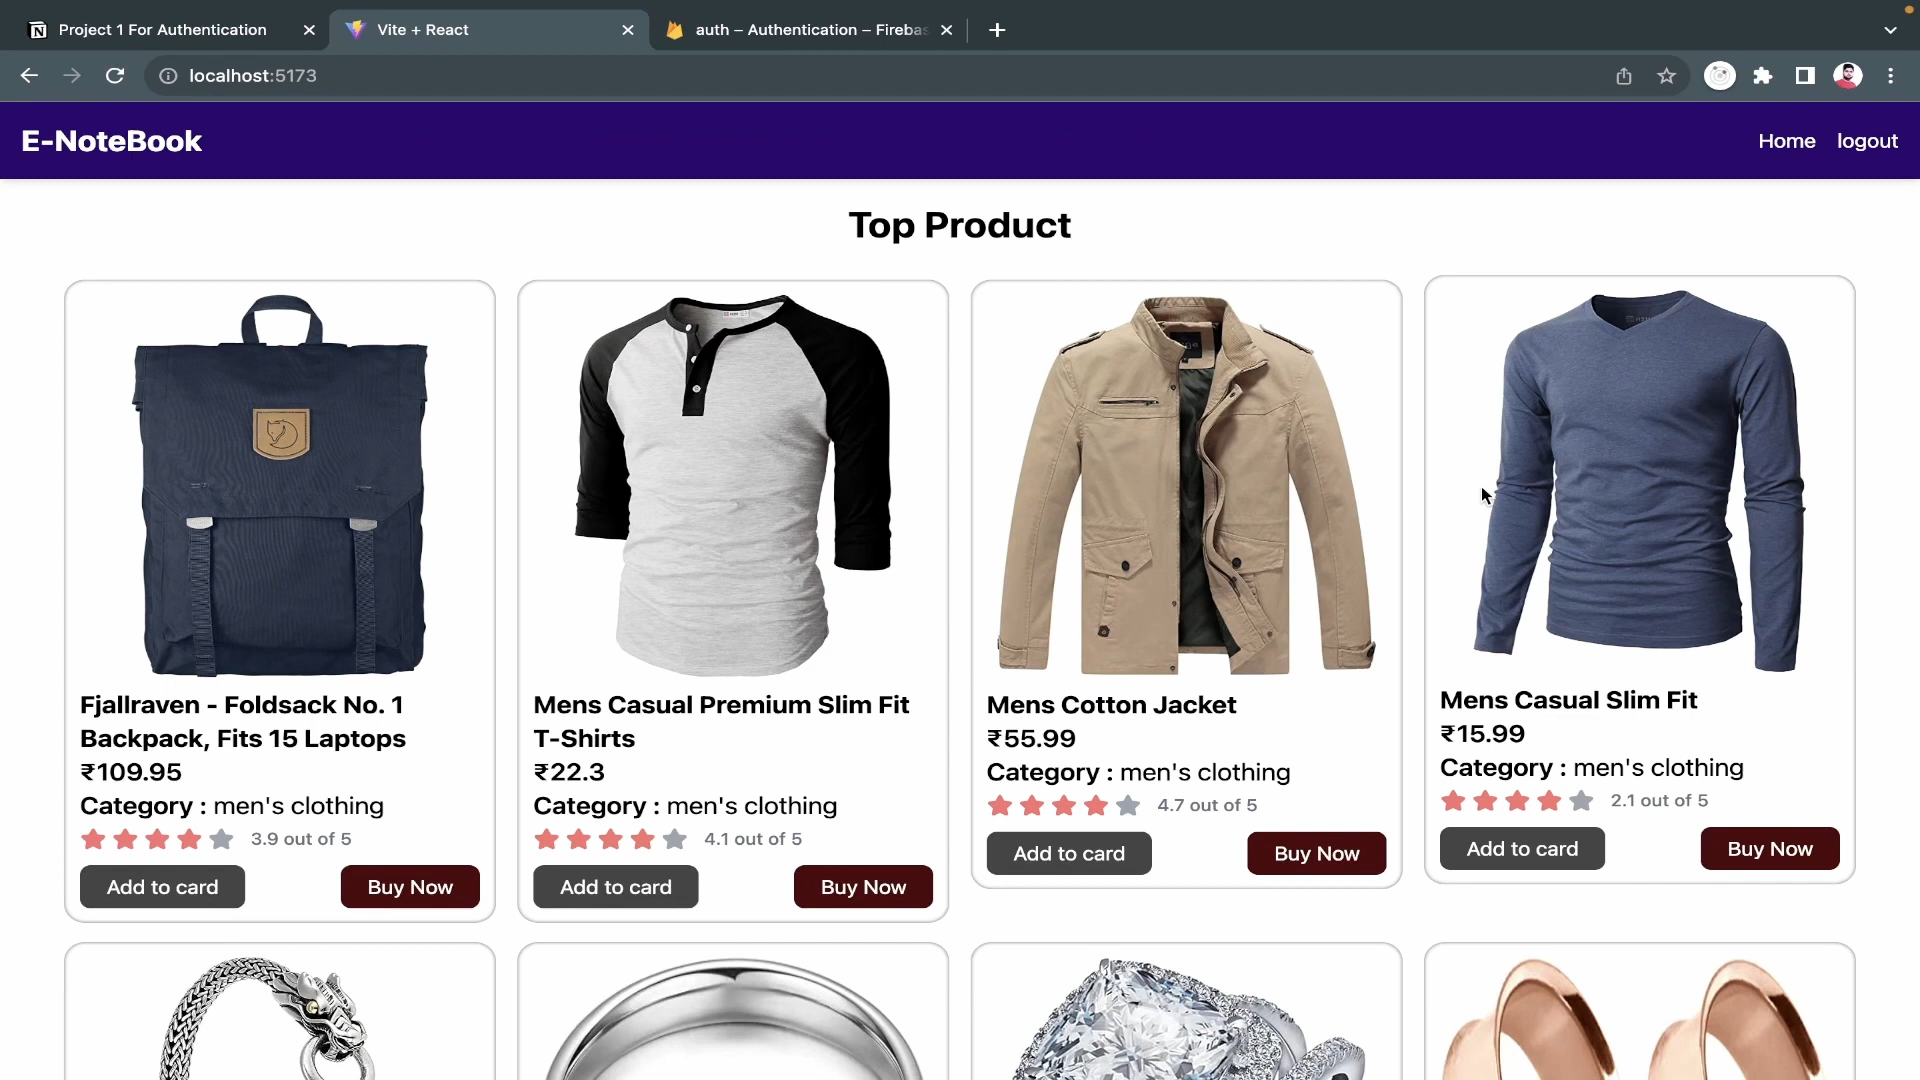 Project 1 For Authentication
Vite + React
auth – Authentication – Firebas
localhost:5173
E-NoteBook
Home
logout
Top Product
Fjallraven - Foldsack No. 1
Backpack, Fits 15 Laptops
₹109.95
Category : men's clothing
3.9 out of 5
Add to card
Buy Now
Mens Casual Premium Slim Fit
T-Shirts
₹22.3
Category : men's clothing
4.1 out of 5
Add to card
Buy Now
Mens Cotton Jacket
₹55.99
Category : men's clothing
4.7 out of 5
Add to card
Buy Now
Mens Casual Slim Fit
₹15.99
Category : men's clothing
2.1 out of 5
Add to card
Buy Now